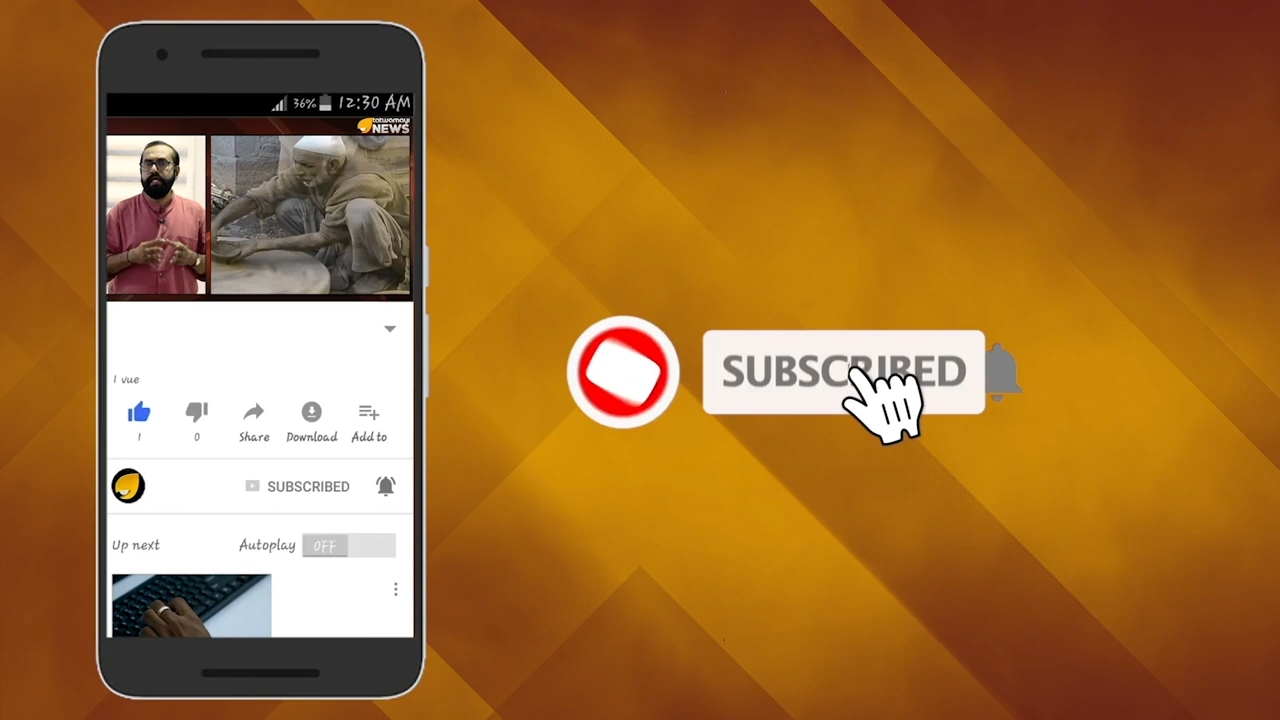 36% 12:30 AM
tatwamayi
NEWS
1 vue
1 0 Share Download Add to
SUBSCRIBED
Up next Autoplay OFF
SUBSCRIBED